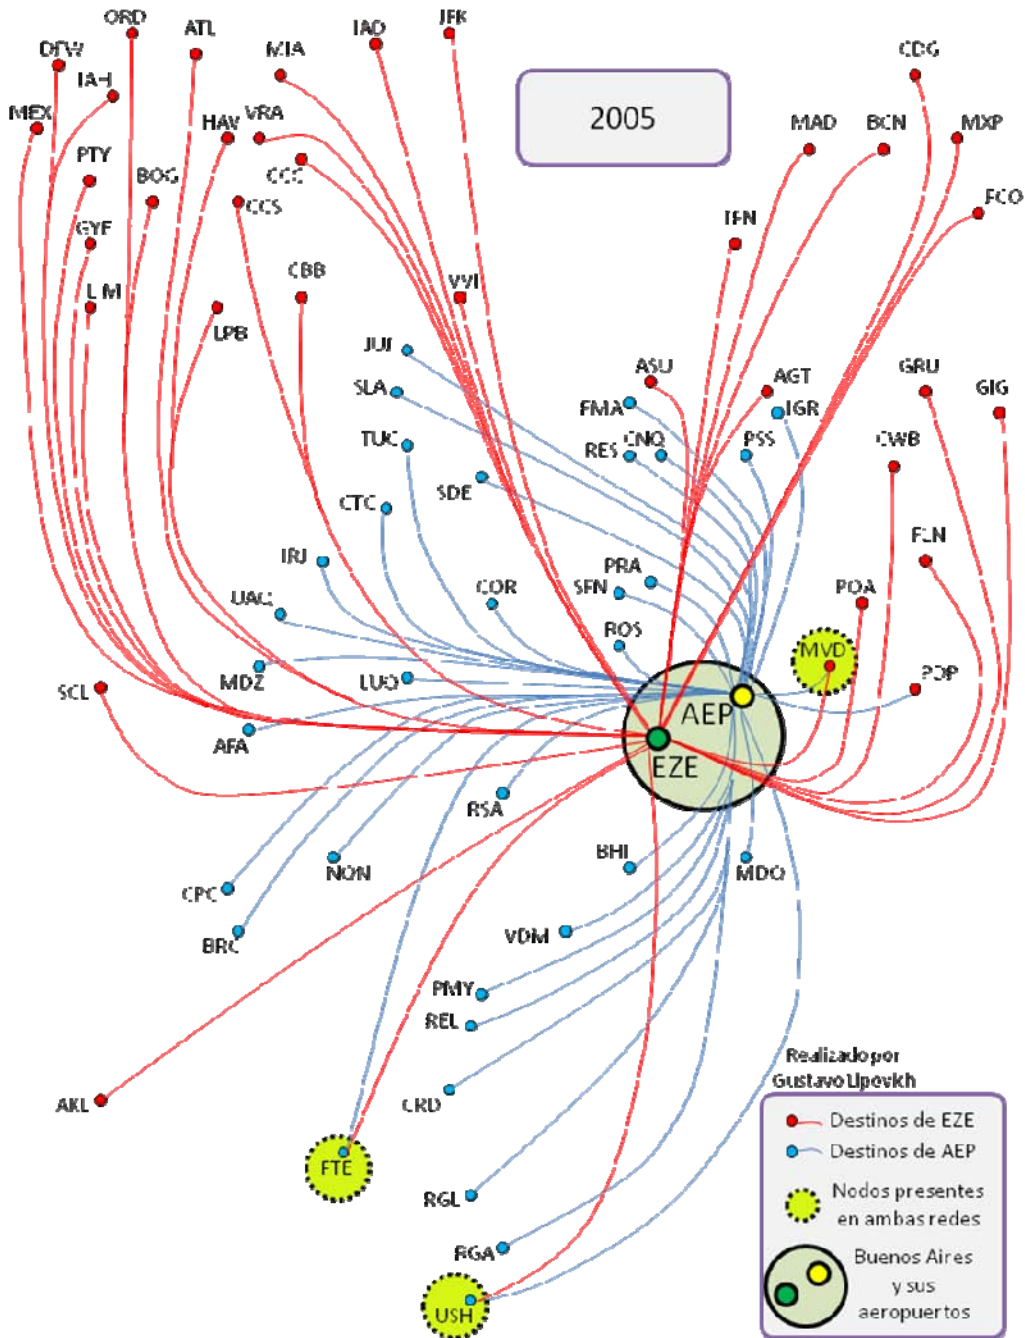 ORD
JFK
IAD
ATL
DFW
MIA
CDG
IAH
MEX
HAV
VRA
2005
MAD
BCN
MXP
PTY
BOG
CCC
CCS
FCO
GYE
TFN
LIM
CBB
VVI
LPB
JUJ
ASU
AGT
GRU
GIG
SLA
FMA
IGR
TUC
RES
CNQ
PSS
CWB
SDE
CTC
FLN
IRJ
PRA
UAQ
COR
SFN
POA
ROS
MVD
SCL
MDZ
LUQ
PDP
AEP
AFA
EZE
RSA
BHI
MDQ
CPC
NQN
BRC
VDM
PMY
REL
Realizado por
Gustavo Lipovich
AKL
CRD
Destinos de EZE
Destinos de AEP
FTE
Nodos presentes
en ambas redes
RGL
RGA
Buenos Aires
y sus
aeropuertos
USH